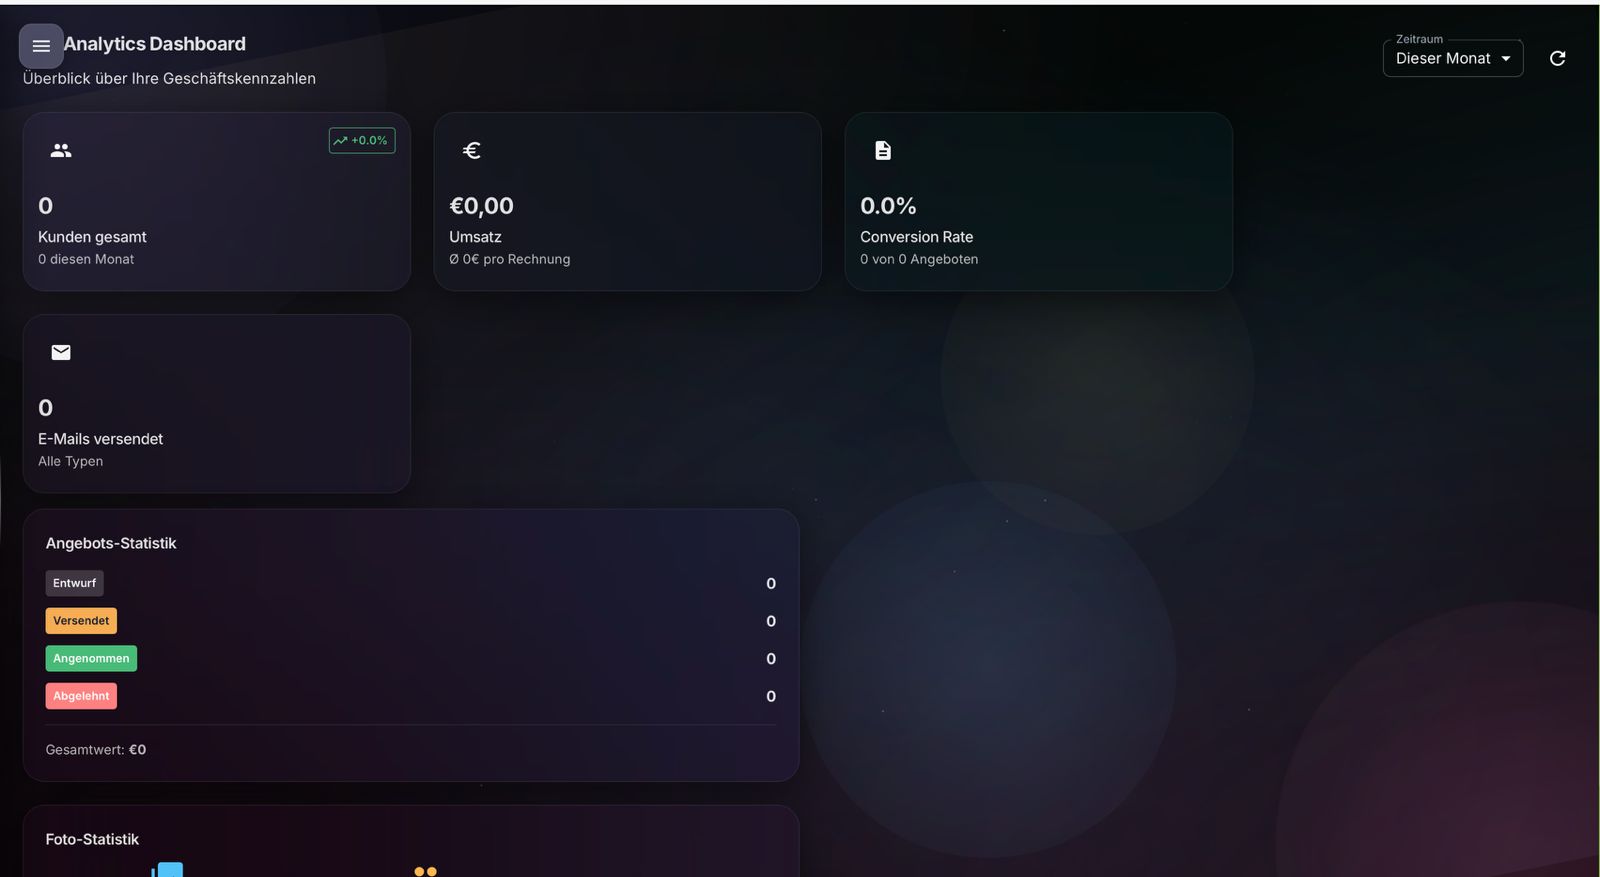 Analytics Dashboard
Überblick über Ihre Geschäftskennzahlen
Zeitraum
Dieser Monat
+0.0%
0
Kunden gesamt
0 diesen Monat
€0,00
Umsatz
Ø 0€ pro Rechnung
0.0%
Conversion Rate
0 von 0 Angeboten
0
E-Mails versendet
Alle Typen
Angebots-Statistik
Entwurf 0
Versendet 0
Angenommen 0
Abgelehnt 0
Gesamtwert: €0
Foto-Statistik